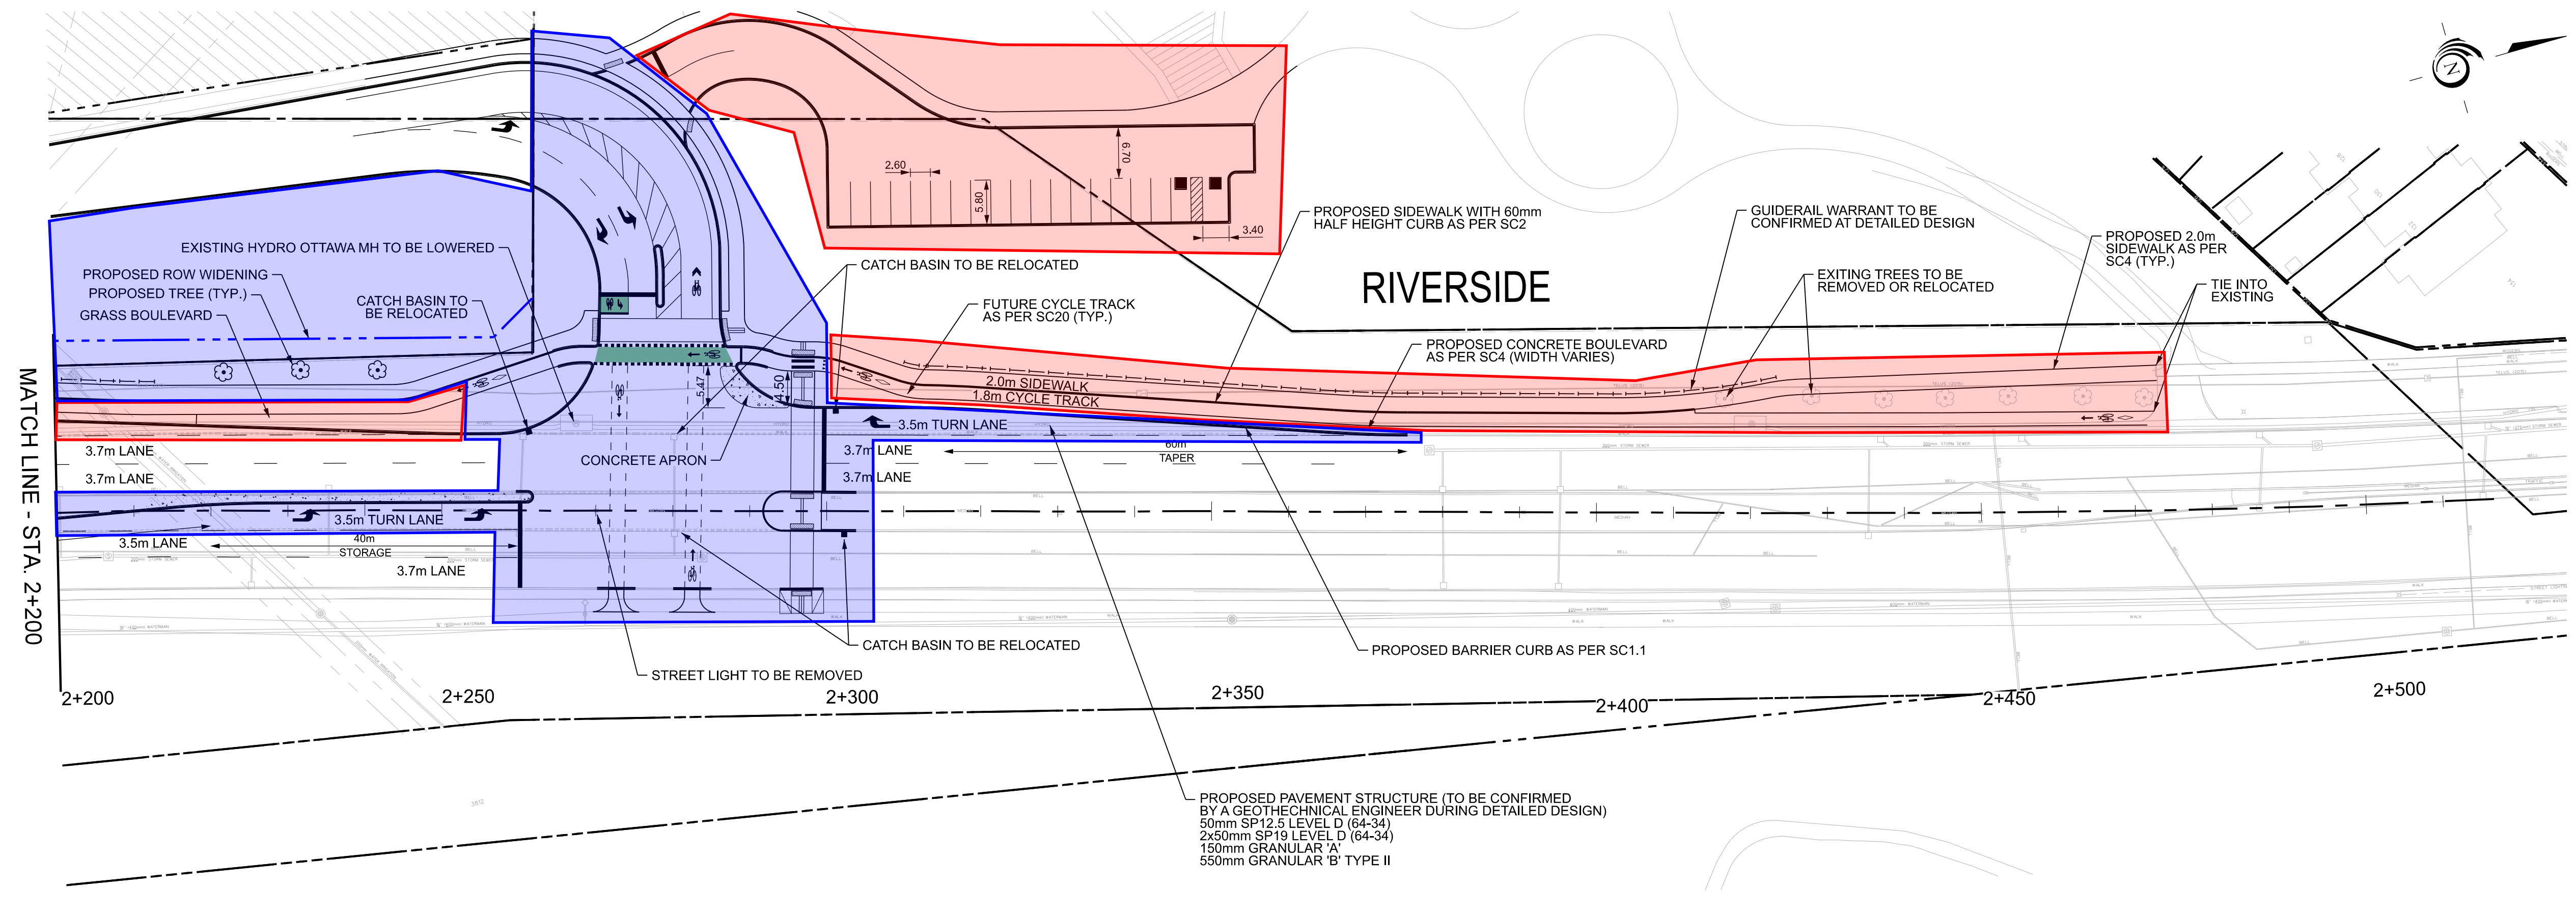 N
2.60
5.80
6.70
3.40
PROPOSED SIDEWALK WITH 60mm
HALF HEIGHT CURB AS PER SC2
GUIDERAIL WARRANT TO BE
CONFIRMED AT DETAILED DESIGN
PROPOSED 2.0m
SIDEWALK AS PER
SC4 (TYP.)
EXISTING HYDRO OTTAWA MH TO BE LOWERED
PROPOSED ROW WIDENING
PROPOSED TREE (TYP.)
GRASS BOULEVARD
CATCH BASIN TO
BE RELOCATED
CATCH BASIN TO BE RELOCATED
FUTURE CYCLE TRACK
AS PER SC20 (TYP.)
RIVERSIDE
EXITING TREES TO BE
REMOVED OR RELOCATED
TIE INTO
EXISTING
PROPOSED CONCRETE BOULEVARD
AS PER SC4 (WIDTH VARIES)
2.0m SIDEWALK
1.8m CYCLE TRACK
5.47
4.50
3.5m TURN LANE
60m
TAPER
3.7m LANE
3.7m LANE
CONCRETE APRON
3.7m LANE
3.7m LANE
3.5m TURN LANE
3.5m LANE
40m
STORAGE
3.7m LANE
MATCH LINE - STA. 2+200
CATCH BASIN TO BE RELOCATED
STREET LIGHT TO BE REMOVED
PROPOSED BARRIER CURB AS PER SC1.1
2+200
2+250
2+300
2+350
2+400
2+450
2+500
PROPOSED PAVEMENT STRUCTURE (TO BE CONFIRMED
BY A GEOTHECHNICAL ENGINEER DURING DETAILED DESIGN)
50mm SP12.5 LEVEL D (64-34)
2x50mm SP19 LEVEL D (64-34)
150mm GRANULAR 'A'
550mm GRANULAR 'B' TYPE II